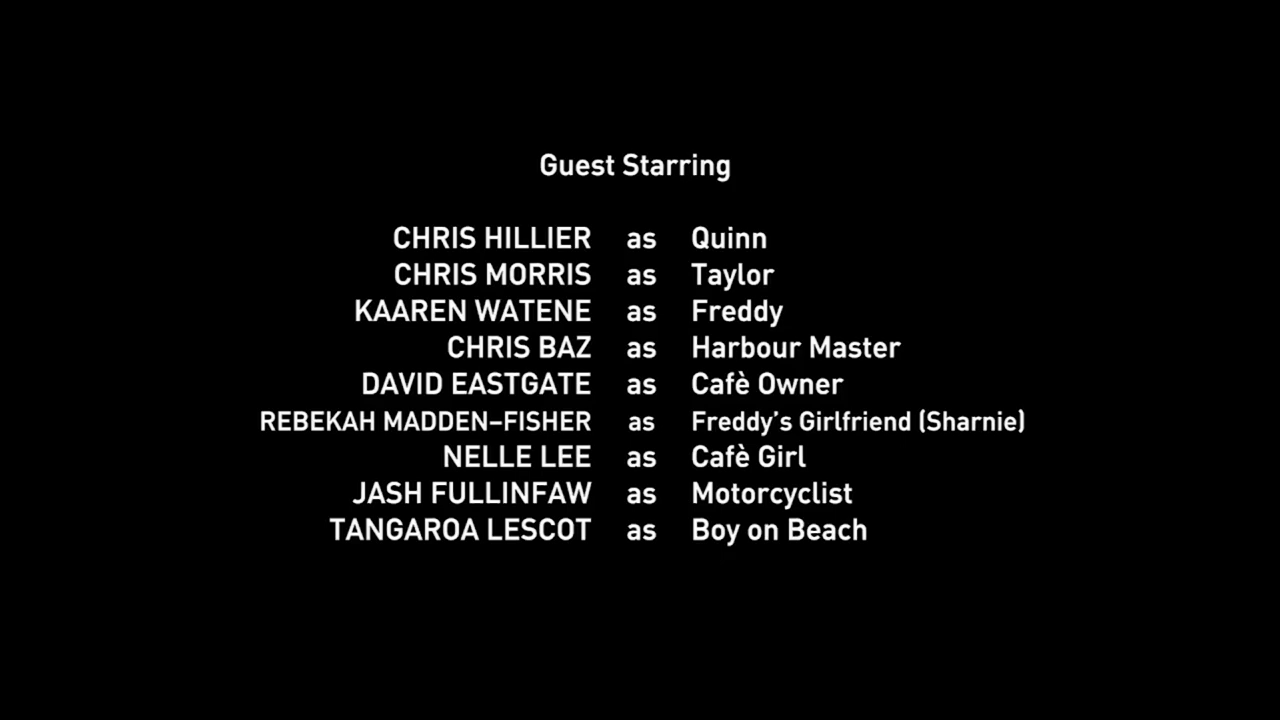 Guest Starring
CHRIS HILLIER as Quinn
CHRIS MORRIS as Taylor
KAAREN WATENE as Freddy
CHRIS BAZ as Harbour Master
DAVID EASTGATE as Cafè Owner
REBEKAH MADDEN–FISHER as Freddy’s Girlfriend (Sharnie)
NELLE LEE as Cafè Girl
JASH FULLINFAW as Motorcyclist
TANGAROA LESCOT as Boy on Beach